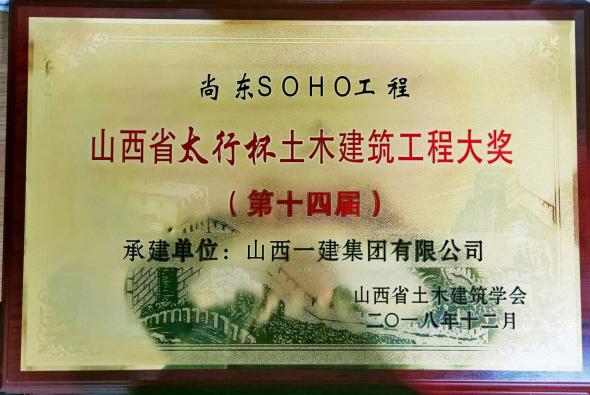 尚东SOHO工程
山西省太行杯土木建筑工程大奖
（第十四届）
承建单位：山西一建集团有限公司
山西省土木建筑学会
二〇一八年十二月